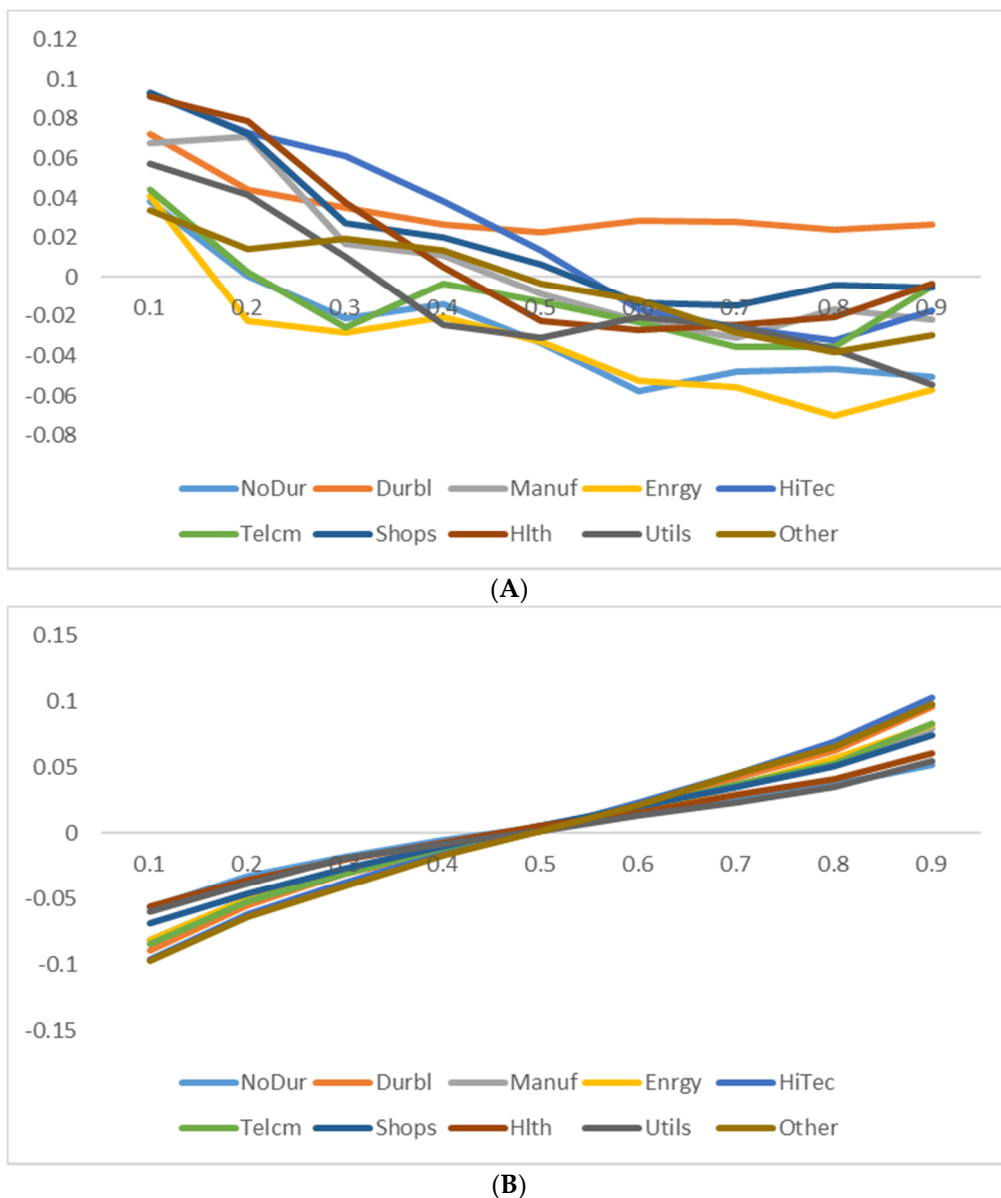 0.12
0.1
0.08
0.06
0.04
0.02
0
0.1 0.2 0.3 0.4 0.5 0.6 0.7 0.8 0.9
-0.02
-0.04
-0.06
-0.08
NoDur Durbl Manuf Enrgy HiTec
Telcm Shops Hlth Utils Other
(A)
0.15
0.1
0.05
0
0.1 0.2 0.3 0.4 0.5 0.6 0.7 0.8 0.9
-0.05
-0.1
-0.15
NoDur Durbl Manuf Enrgy HiTec
Telcm Shops Hlth Utils Other
(B)